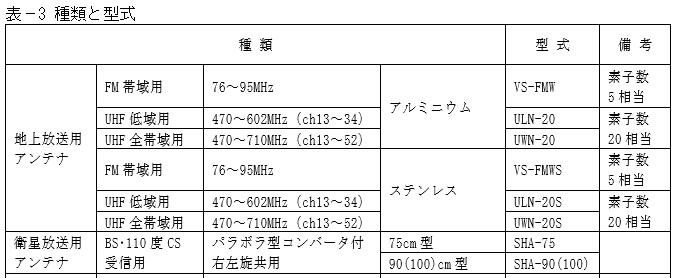 表－3 種類と型式
種 類 型 式 備 考
地上放送用
アンテナ
FM 帯域用 76～95MHz アルミニウム VS-FMW 素子数
5 相当
UHF 低域用 470～602MHz (ch13～34) ULN-20 素子数
UHF 全帯域用 470～710MHz (ch13～52) UWN-20 20 相当
FM 帯域用 76～95MHz ステンレス VS-FMWS 素子数
5 相当
UHF 低域用 470～602MHz (ch13～34) ULN-20S 素子数
UHF 全帯域用 470～710MHz (ch13～52) UWN-20S 20 相当
衛星放送用 BS･110 度 CS パラボラ型コンバータ付 75cm 型 SHA-75
アンテナ 受信用 右左旋共用 90(100)cm 型 SHA-90(100)